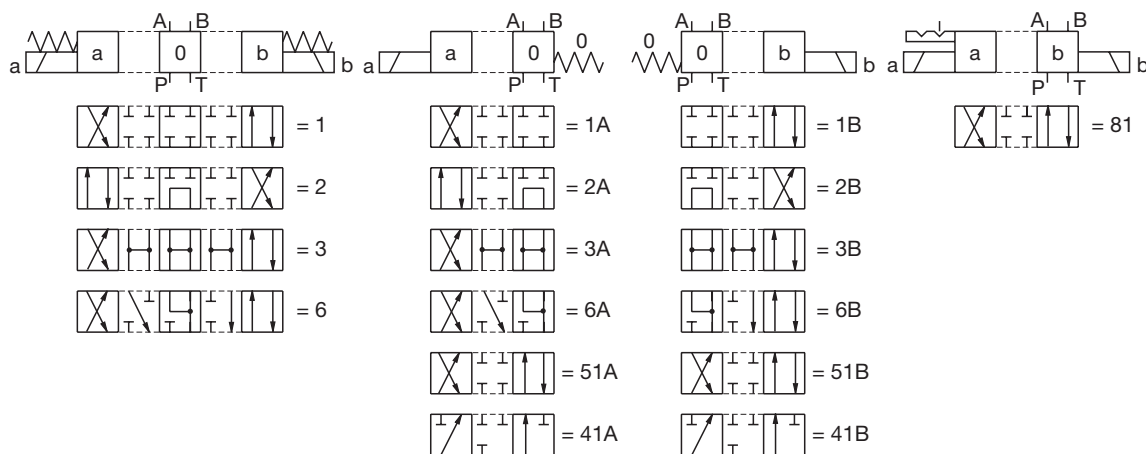 A B
a 0 b
a b
P T
A B
a 0 0
a
P T
A B
0 0 b
b
P T
A B
a b
a b
P T
= 1
= 1A
= 1B
= 81
= 2
= 2A
= 2B
= 3
= 3A
= 3B
= 6
= 6A
= 6B
= 51A
= 51B
= 41A
= 41B